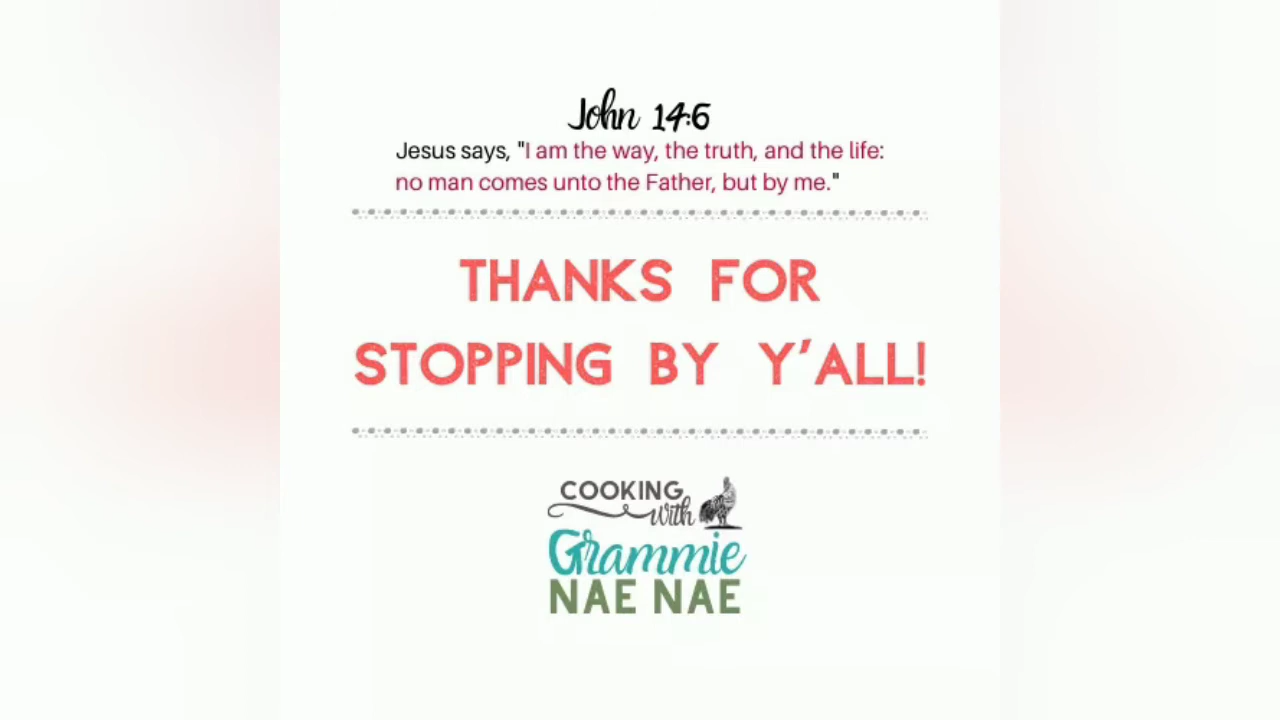 John 14:6
Jesus says, "I am the way, the truth, and the life:
no man comes unto the Father, but by me."
THANKS FOR
STOPPING BY Y'ALL!
COOKING
with
Grammie
NAE NAE